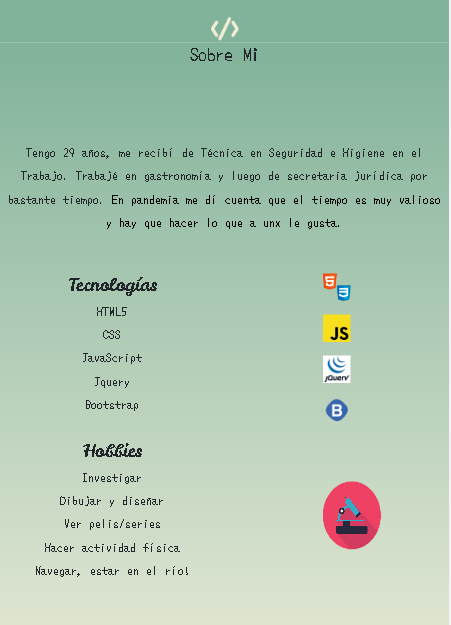 Sobre Mi
Tengo 29 años, me recibí de Técnica en Seguridad e Higiene en el
Trabajo. Trabajé en gastronomía y luego de secretaria jurídica por
bastante tiempo. En pandemia me dí cuenta que el tiempo es muy valioso
y hay que hacer lo que a unx le gusta.
Tecnologías
HTML5
CSS
JavaScript
Jquery
Bootstrap
5
3
JS
jQuery
B
Hobbies
Investigar
Dibujar y diseñar
Ver pelis/series
Hacer actividad física
Navegar, estar en el río!